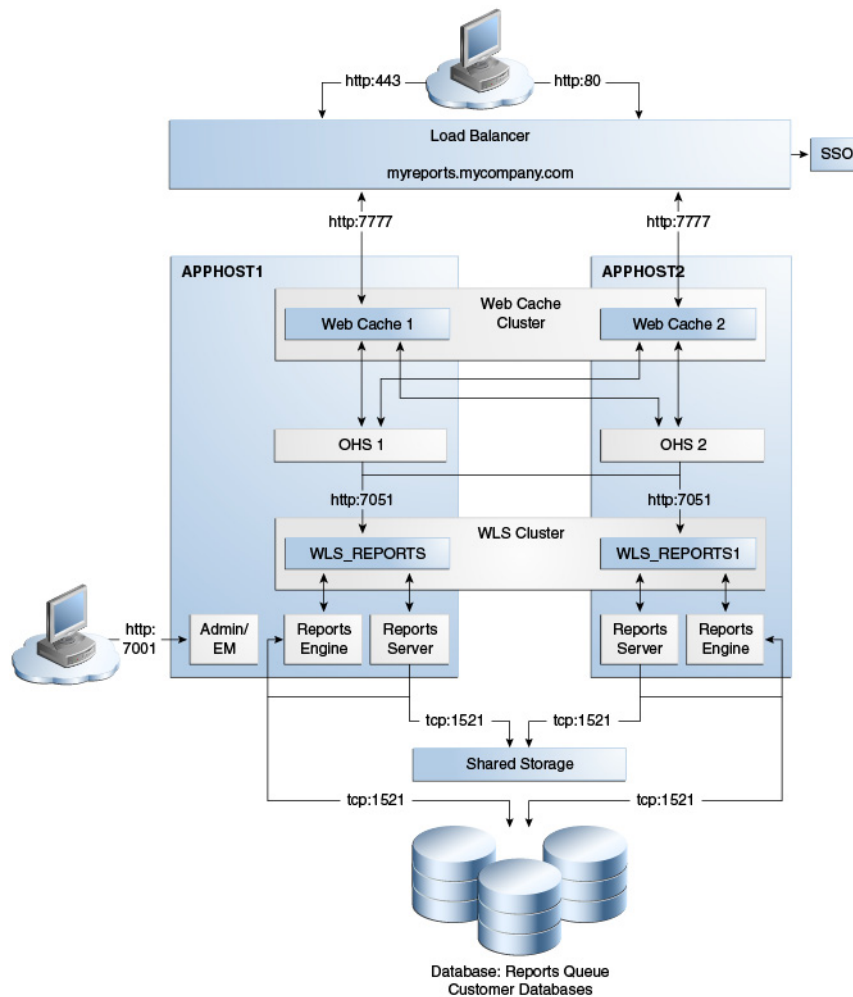 http:443
http:80
Load Balancer
myreports.mycompany.com
SSO
http:7777
http:7777
APPHOST1
APPHOST2
Web Cache
Cluster
Web Cache 1
Web Cache 2
OHS 1
OHS 2
http:7051
http:7051
WLS Cluster
WLS_REPORTS
WLS_REPORTS1
http:
7001
Admin/
EM
Reports
Engine
Reports
Server
Reports
Server
Reports
Engine
tcp:1521
tcp:1521
Shared Storage
tcp:1521
tcp:1521
Database: Reports Queue
Customer Databases